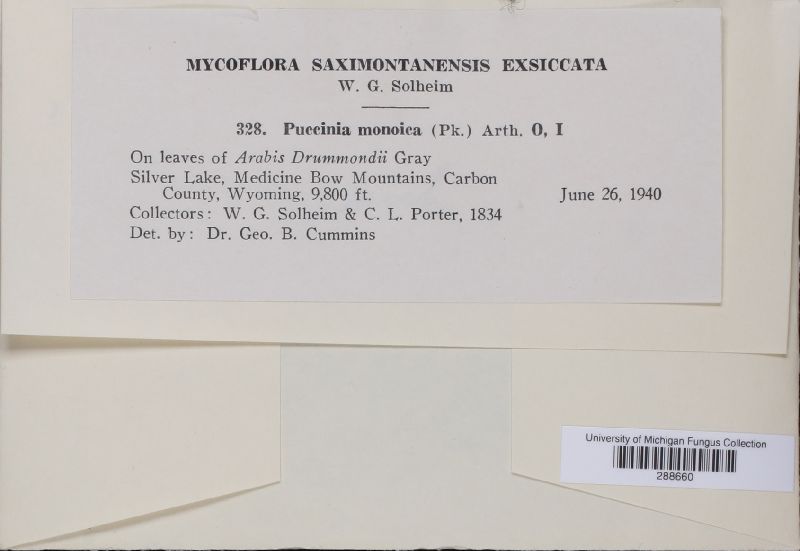 MYCOFLORA SAXIMONTANENSIS EXSICCATA
W. G. Solheim
328. Puccinia monoica (Pk.) Arth. O, I
On leaves of Arabis Drummondii Gray
Silver Lake, Medicine Bow Mountains, Carbon
County, Wyoming, 9,800 ft. June 26, 1940
Collectors: W. G. Solheim & C. L. Porter, 1834
Det. by: Dr. Geo. B. Cummins
University of Michigan Fungus Collection
288660